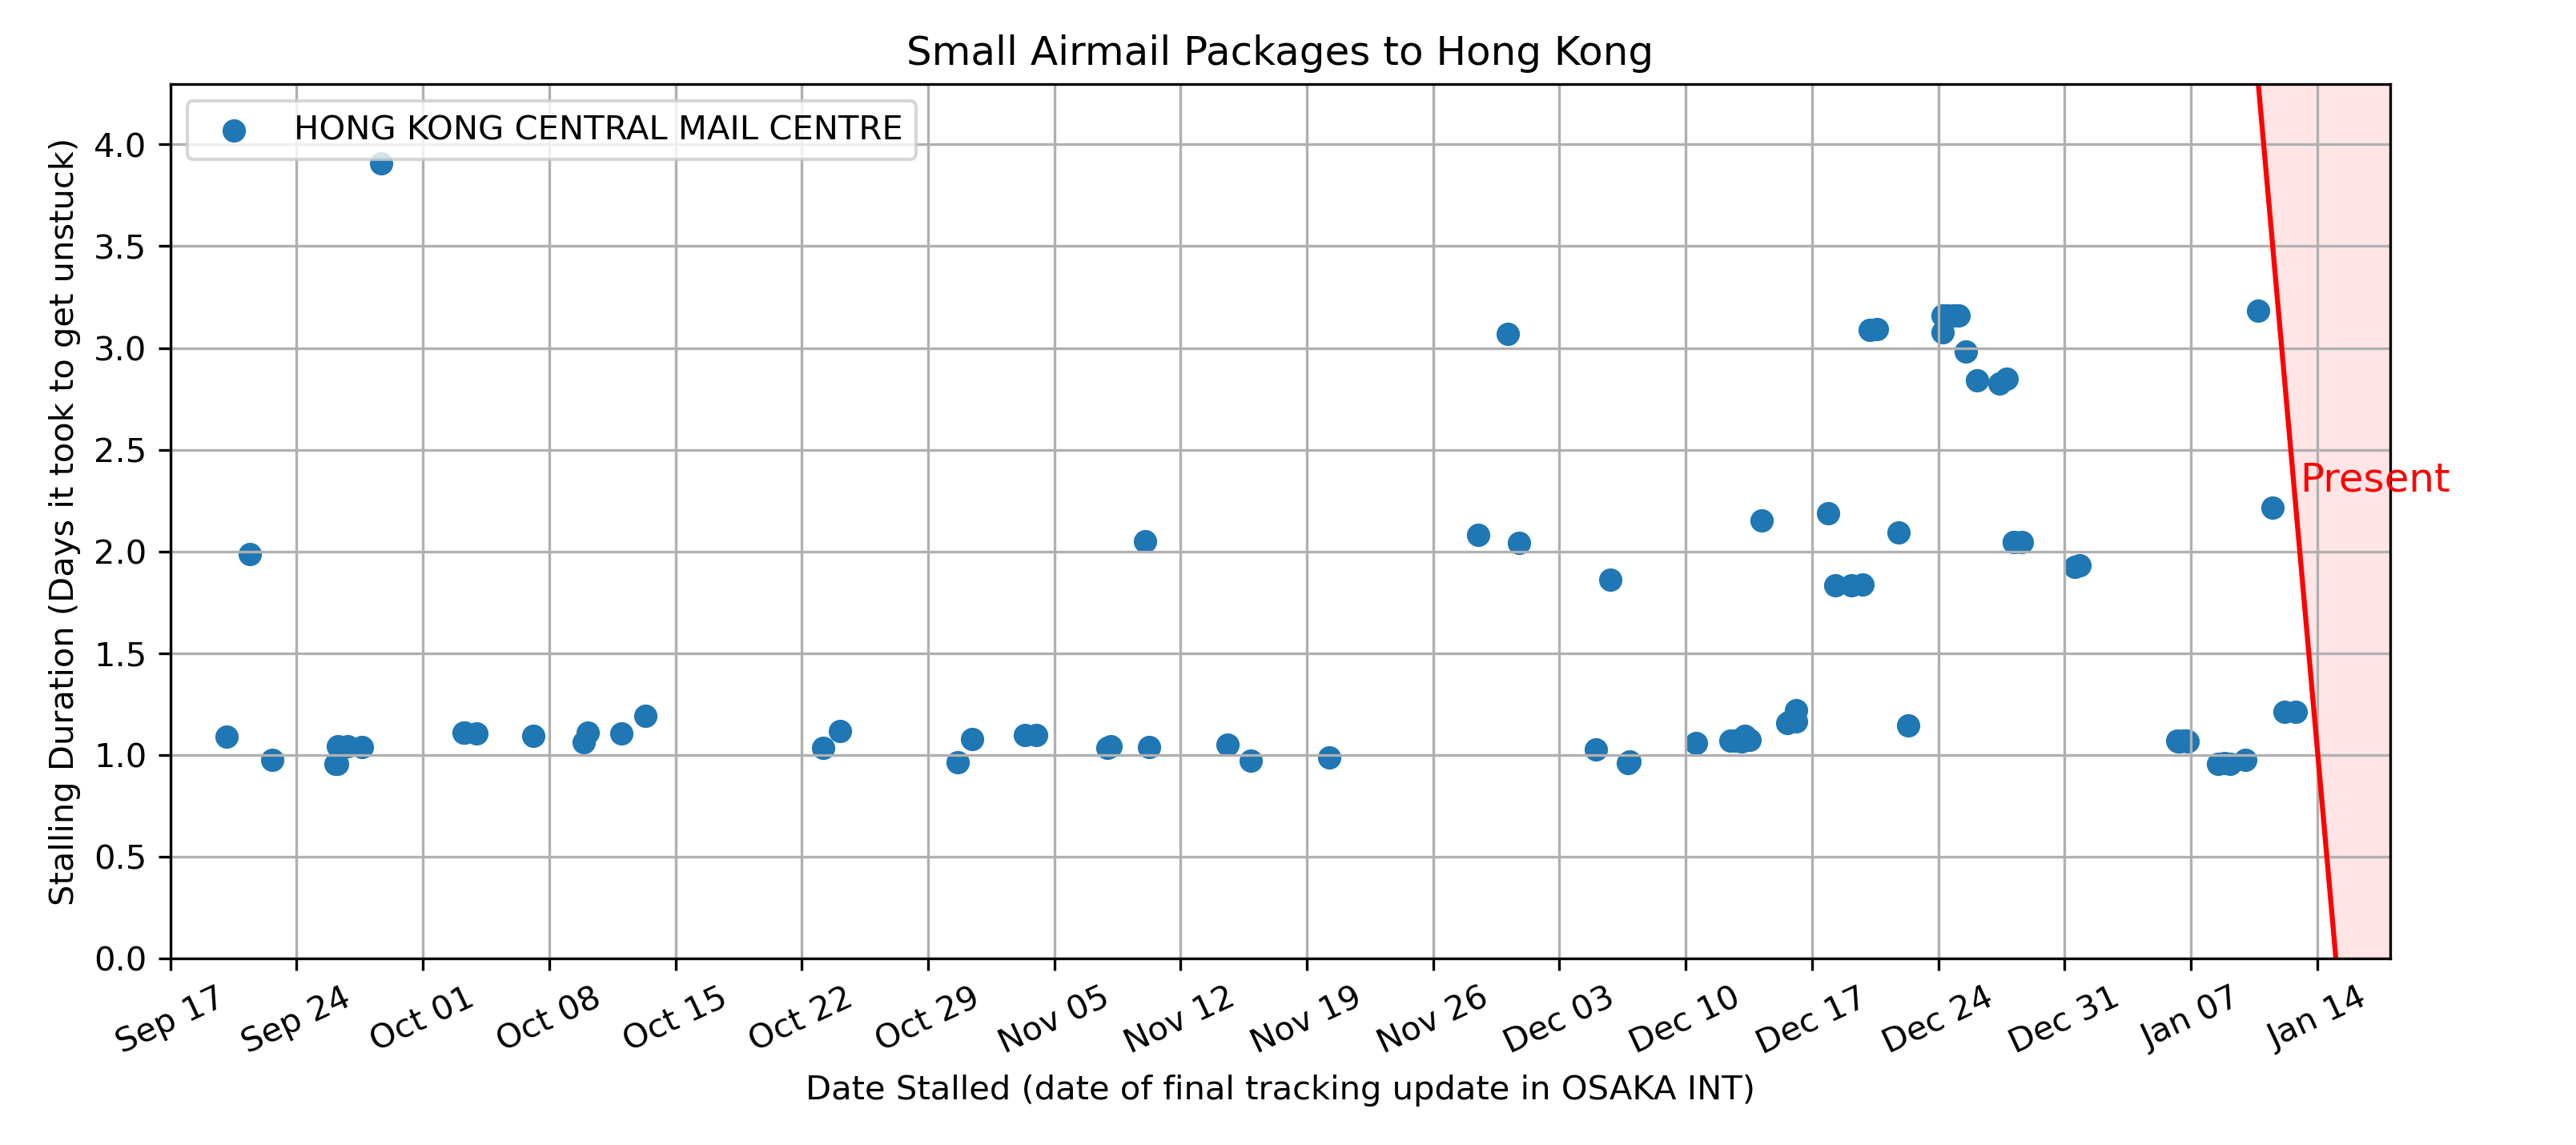 Small Airmail Packages to Hong Kong
HONG KONG CENTRAL MAIL CENTRE
Stalling Duration (Days it took to get unstuck)
4.0
3.5
3.0
2.5
2.0
1.5
1.0
0.5
0.0
Present
Sep 17
Sep 24
Oct 01
Oct 08
Oct 15
Oct 22
Oct 29
Nov 05
Nov 12
Nov 19
Nov 26
Dec 03
Dec 10
Dec 17
Dec 24
Dec 31
Jan 07
Jan 14
Date Stalled (date of final tracking update in OSAKA INT)